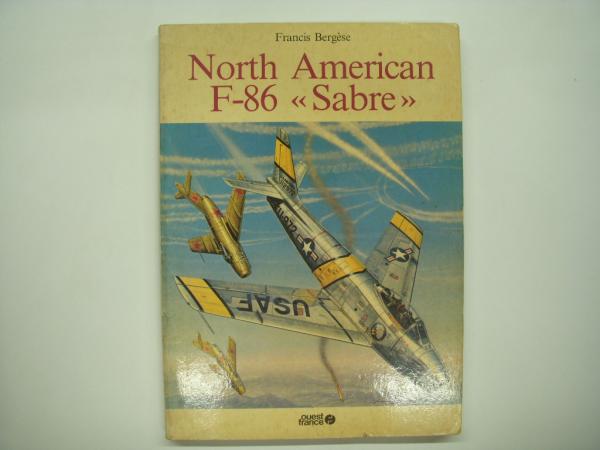 Francis Bergèse
North American
F-86 «Sabre»
USAF
ouest
france